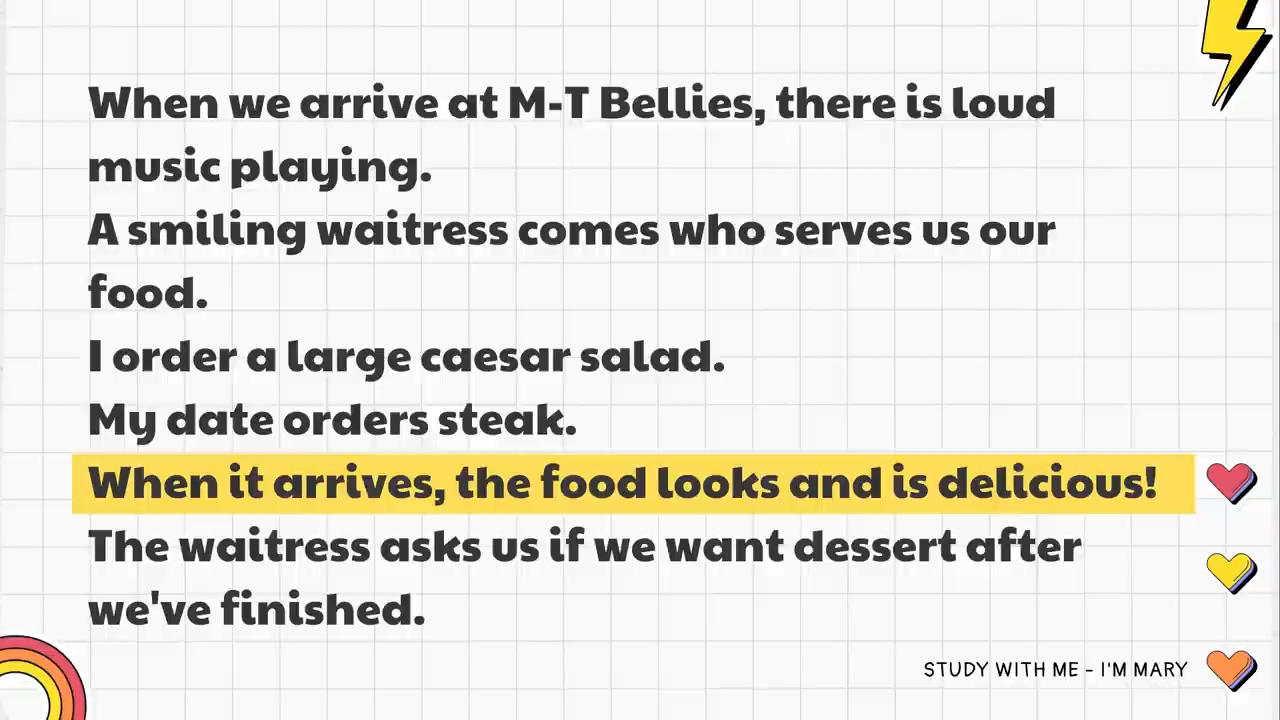 When we arrive at M-T Bellies, there is loud
music playing.
A smiling waitress comes who serves us our
food.
I order a large caesar salad.
My date orders steak.
When it arrives, the food looks and is delicious!
The waitress asks us if we want dessert after
we've finished.
STUDY WITH ME - I'M MARY